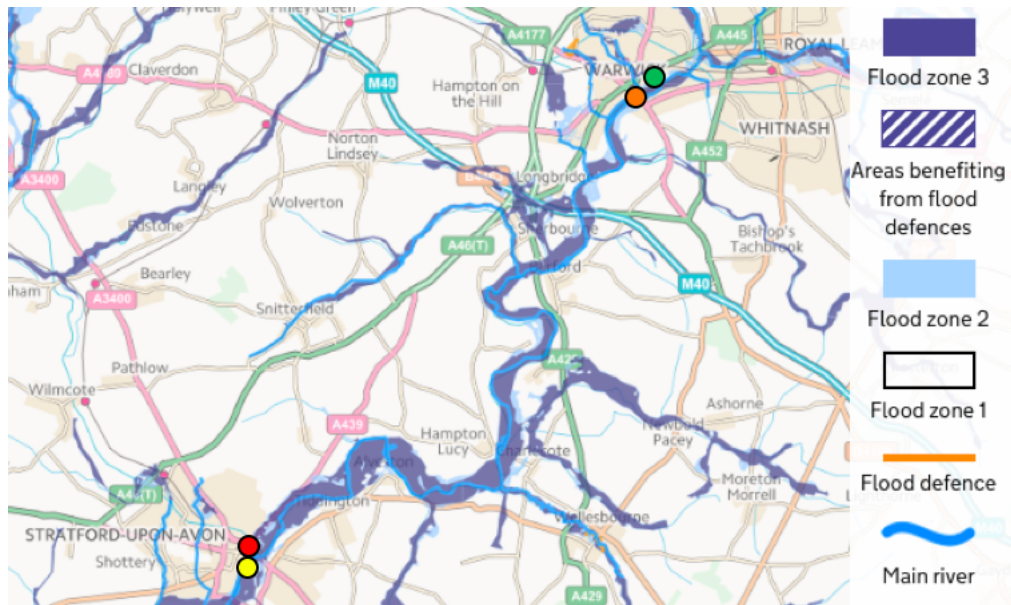 Finley Green
A4177
A445
ROYAL LEAM
Flood zone 3
Claverdon
M40
Hampton on
the Hill
WARWICK
WHITNASH
Norton
Lindsey
A452
Areas benefiting
from flood
defences
A3400
Langley
Longbridge
Wolverton
Edstone
Sherbourne
Bishop's
Tachbrook
A46(T)
Barford
Bearley
M40
Flood zone 2
A3400
Snitterfield
Pathlow
A429
Wilmcote
Ashorne
Flood zone 1
A439
Hampton
Lucy
Newbold
Pacey
Charlecote
Alveston
Moreton
Morrell
Flood defence
Tiddington
Wellesbourne
STRATFORD-UPON-AVON
Shottery
A429
Main river